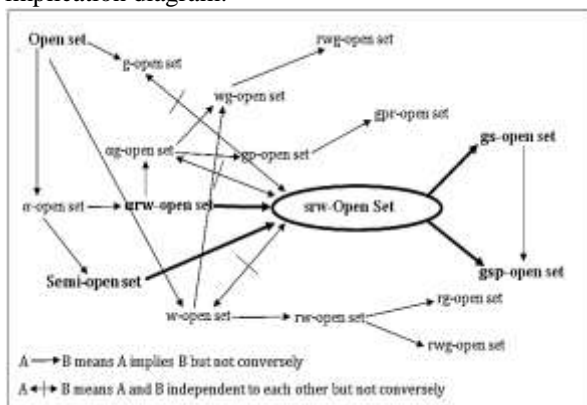 implication diagram.
Open set
rwg-open set
g-open set
wg-open set
gpr-open set
gs-open set
αg-open set
gp-open set
α-open set
αrw-open set
srw-Open Set
Semi-open set
gsp-open set
rg-open set
w-open set
rw-open set
rwg-open set
A → B means A implies B but not conversely
A ↔ B means A and B independent to each other but not conversely